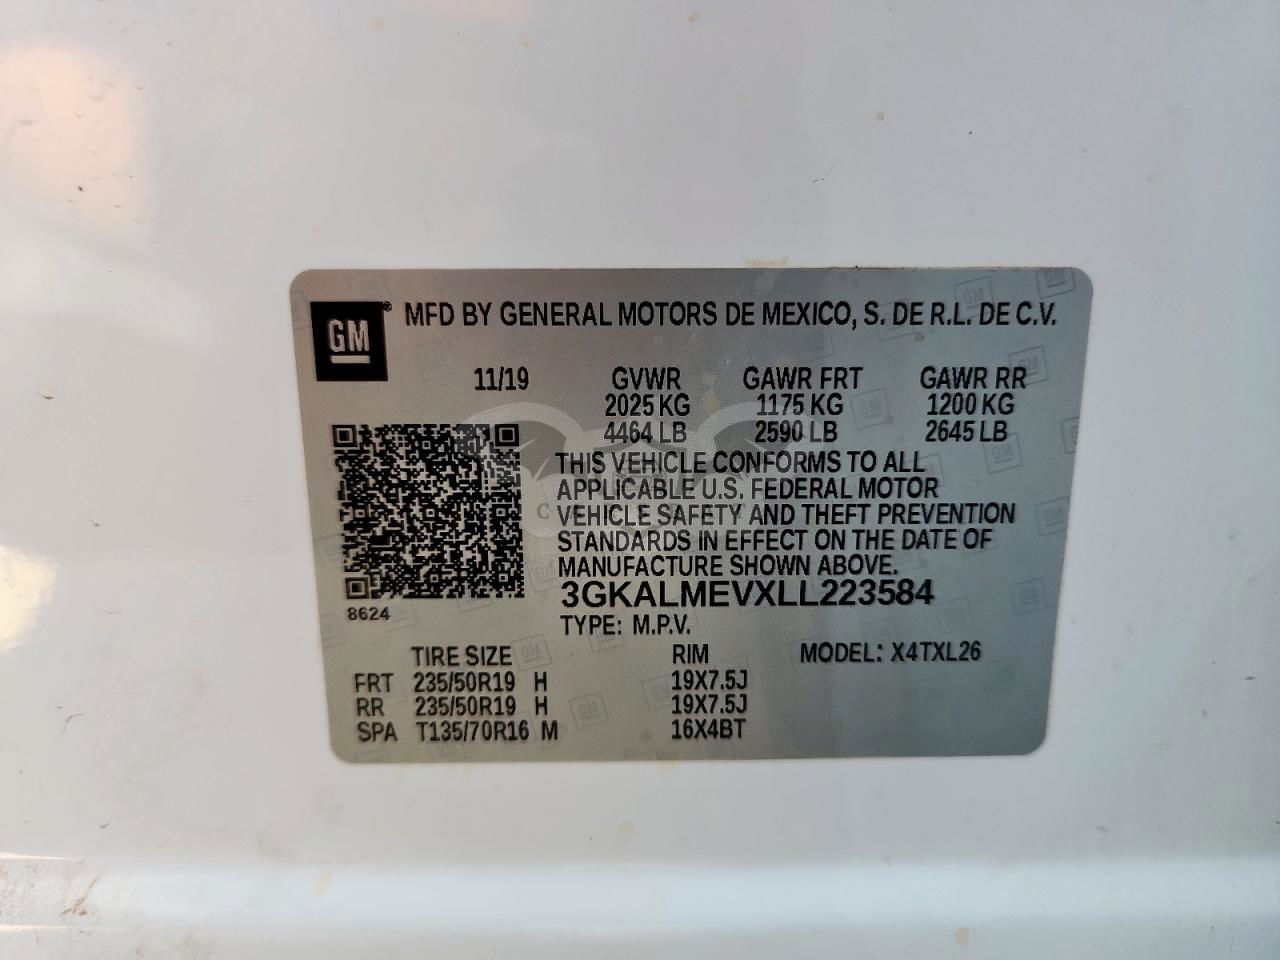 GM ® MFD BY GENERAL MOTORS DE MEXICO, S. DE R.L. DE C.V.
11/19 GVWR GAWR FRT GAWR RR
2025 KG 1175 KG 1200 KG
4464 LB 2590 LB 2645 LB
THIS VEHICLE CONFORMS TO ALL
APPLICABLE U.S. FEDERAL MOTOR
VEHICLE SAFETY AND THEFT PREVENTION
STANDARDS IN EFFECT ON THE DATE OF
MANUFACTURE SHOWN ABOVE.
3GKALMEVXLL223584
8624
TYPE: M.P.V.
TIRE SIZE RIM MODEL: X4TXL26
FRT 235/50R19 H 19X7.5J
RR 235/50R19 H 19X7.5J
SPA T135/70R16 M 16X4BT